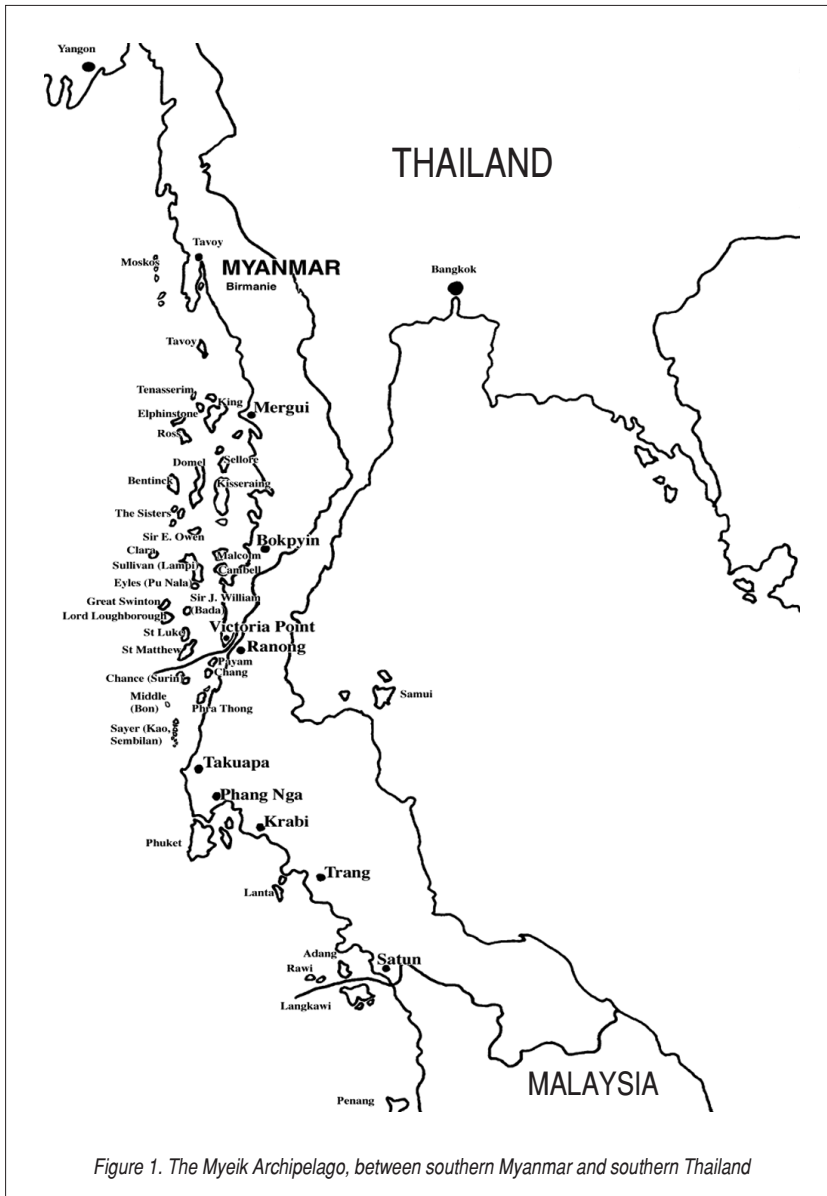 Yangon
THAILAND
Tavoy
Moskos
MYANMAR
Birmanie
Bangkok
Tavoy
Tenasserim
King
Elphinstone
Mergui
Ross
Domel
Sellore
Bentinck
Kisseraing
The Sisters
Sir E. Owen
Bokpyin
Clara
Malcolm
Sullivan (Lampi)
Cambell
Eyles (Pu Nala)
Great Swinton
Sir J. William
(Bada)
Lord Loughborough
St Luke
Victoria Point
St Matthew
Ranong
Payam
Chance (Surin)
Chang
Middle
(Bon)
Phra Thong
Samui
Sayer (Kao,
Sembilan)
Takuapa
Phang Nga
Krabi
Phuket
Trang
Lanta
Adang
Satun
Rawi
Langkawi
MALAYSIA
Penang
Figure 1. The Myeik Archipelago, between southern Myanmar and southern Thailand